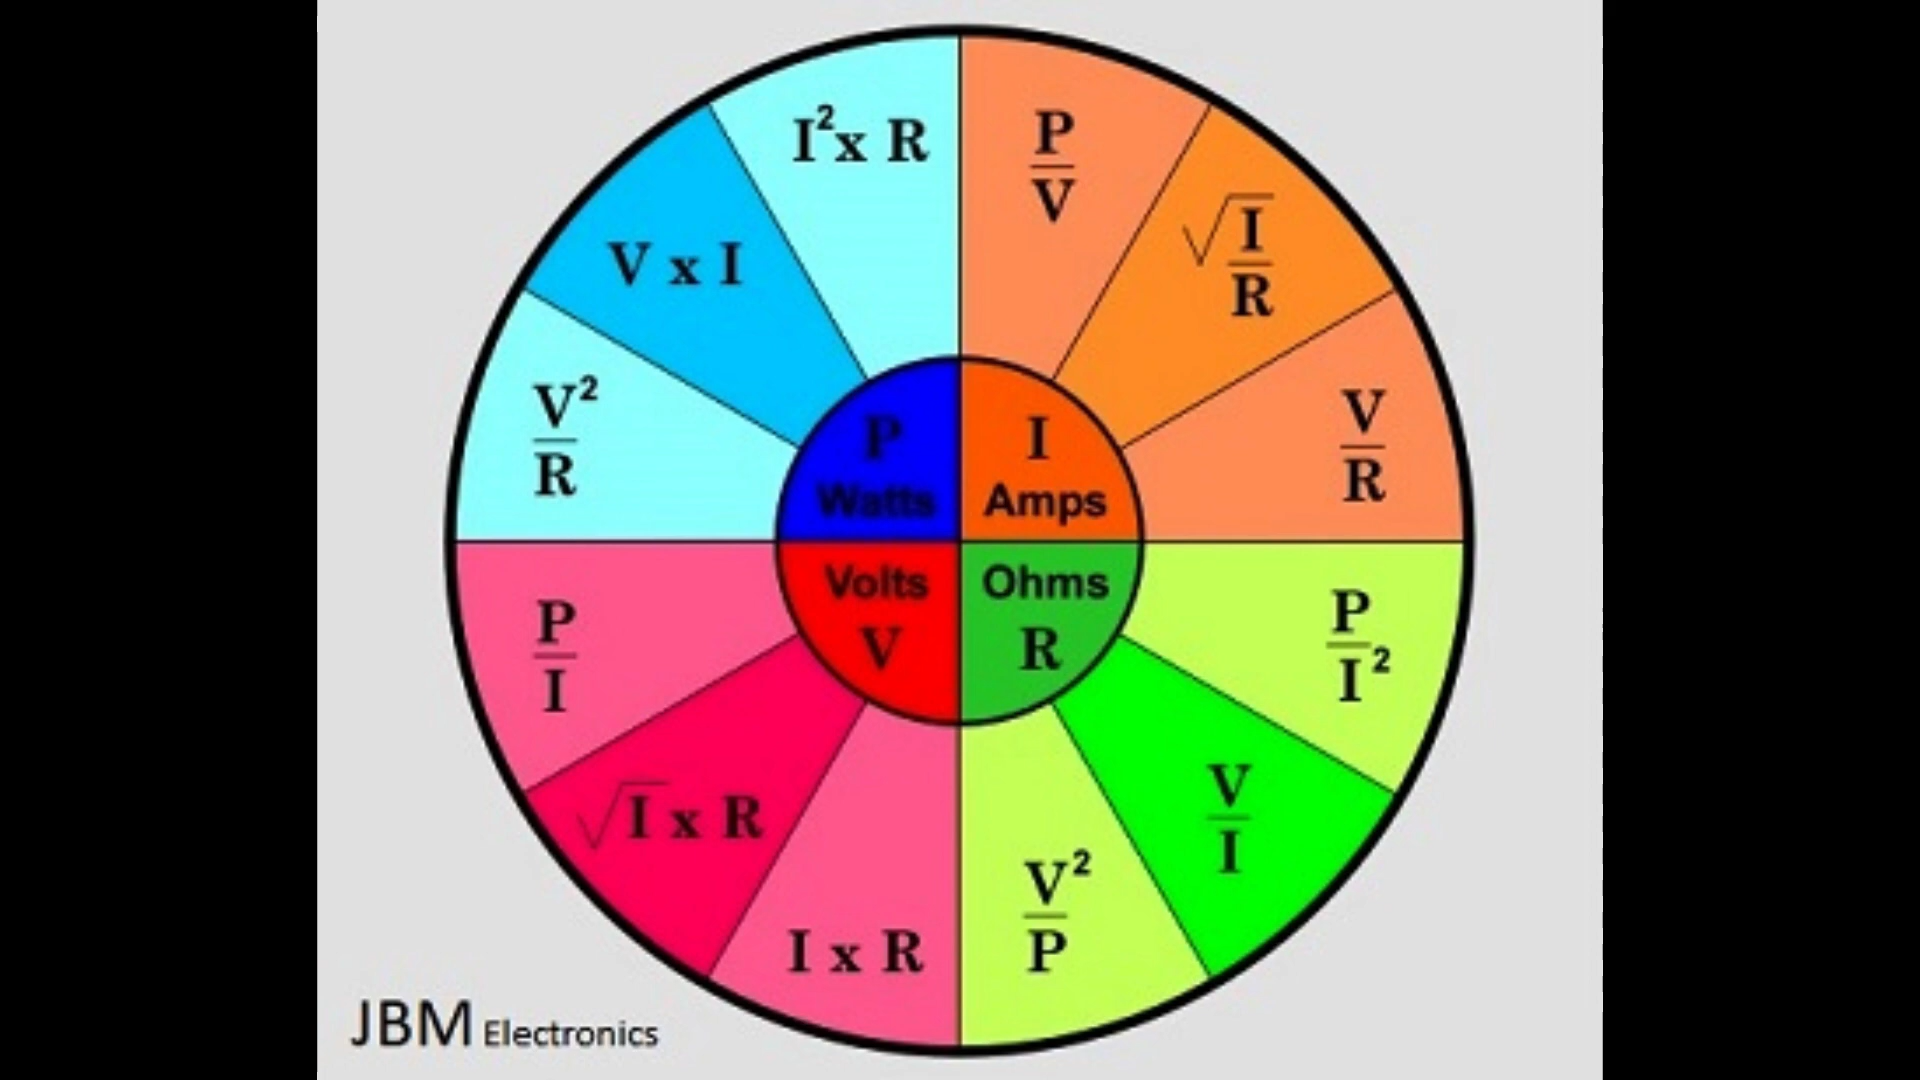 I²x R
P
V
V x I
√I
R
V²
R
V
R
P
Watts
I
Amps
Volts
V
Ohms
R
P
I
P
I²
√I x R
V
I
I x R
V²
P
JBM Electronics